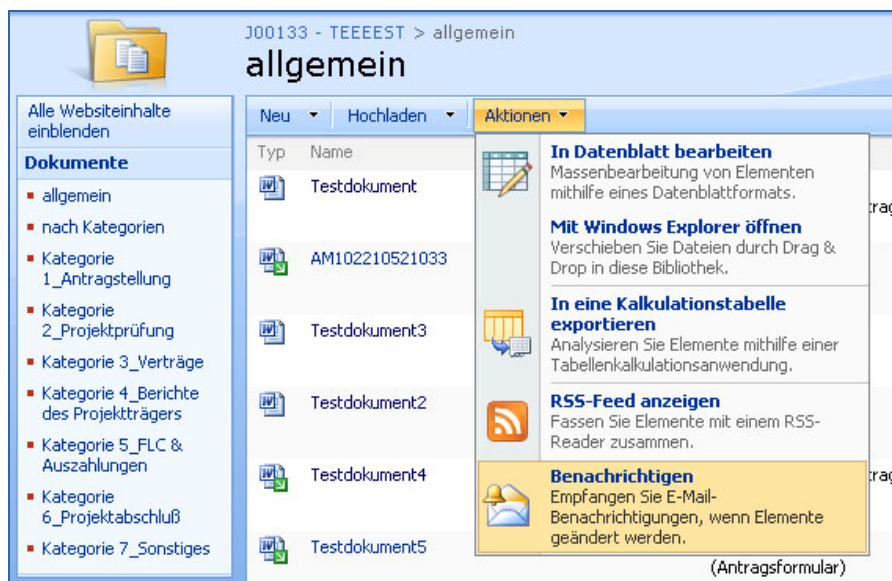 J00133 - TEEEEST > allgemein
allgemein
Alle Websiteinhalte
einblenden
Dokumente
allgemein
nach Kategorien
Kategorie
1_Antragstellung
Kategorie
2_Projektprüfung
Kategorie 3_Verträge
Kategorie 4_Berichte
des Projektträgers
Kategorie 5_FLC &
Auszahlungen
Kategorie
6_Projektabschluß
Kategorie 7_Sonstiges
Neu Hochladen Aktionen
Typ Name
Testdokument
AM102210521033
Testdokument3
Testdokument2
Testdokument4
Testdokument5
In Datenblatt bearbeiten
Massenbearbeitung von Elementen
mithilfe eines Datenblattformats.
Mit Windows Explorer öffnen
Verschieben Sie Dateien durch Drag &
Drop in diese Bibliothek.
In eine Kalkulationstabelle
exportieren
Analysieren Sie Elemente mithilfe einer
Tabellenkalkulationsanwendung.
RSS-Feed anzeigen
Fassen Sie Elemente mit einem RSS-
Reader zusammen.
Benachrichtigen
Empfangen Sie E-Mail-
Benachrichtigungen, wenn Elemente
geändert werden.
(Antragsformular)